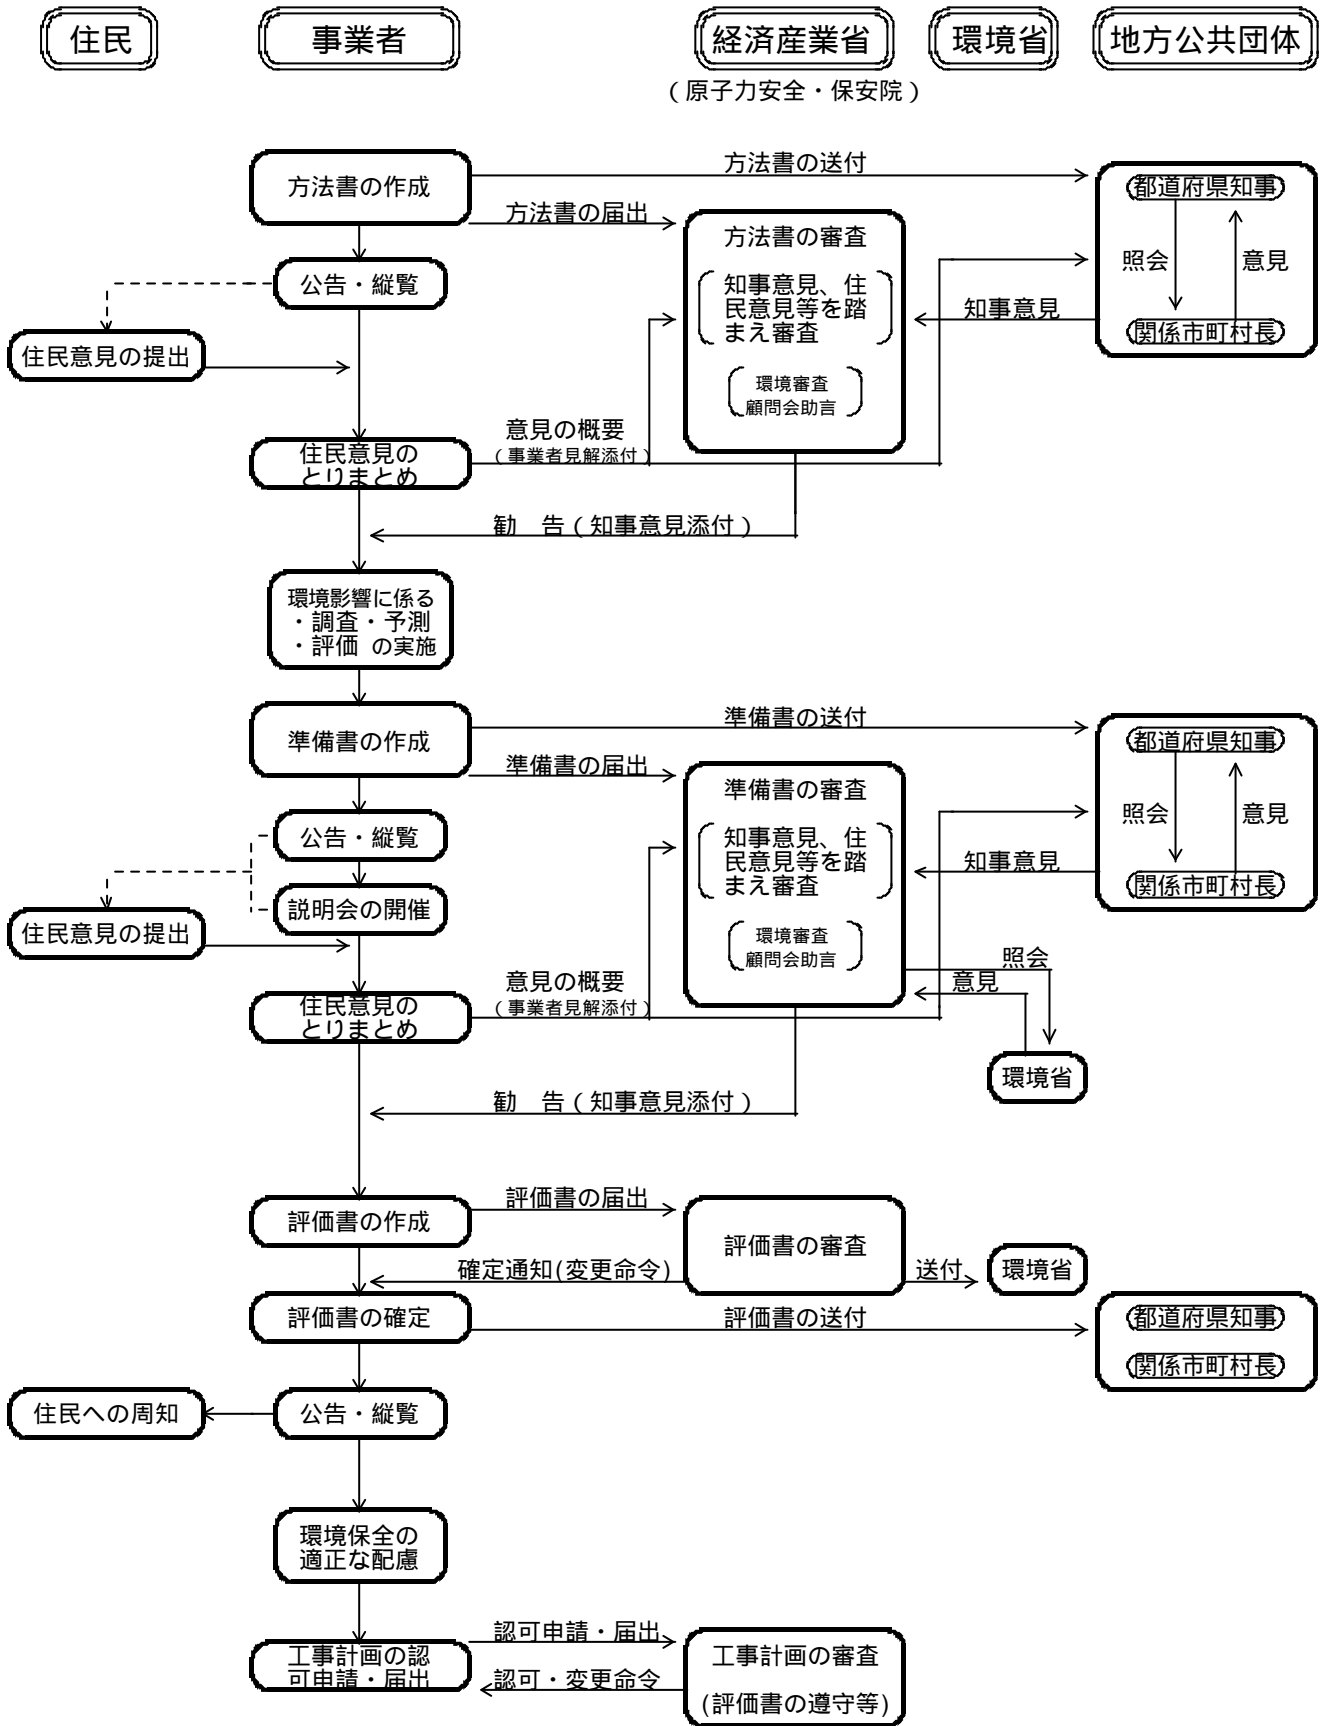 住民
事業者
経済産業省
環境省
地方公共団体
（原子力安全・保安院）
方法書の作成
方法書の送付
都道府県知事
方法書の届出
方法書の審査
照会
意見
公告・縦覧
知事意見、住
民意見等を踏
まえ審査
知事意見
関係市町村長
住民意見の提出
環境審査
顧問会助言
住民意見の
とりまとめ
意見の概要
（事業者見解添付）
勧　告（知事意見添付）
環境影響に係る
・調査・予測
・評価 の実施
準備書の作成
準備書の送付
都道府県知事
準備書の届出
準備書の審査
照会
意見
公告・縦覧
知事意見、住
民意見等を踏
まえ審査
知事意見
関係市町村長
説明会の開催
住民意見の提出
環境審査
顧問会助言
照会
意見
住民意見の
とりまとめ
意見の概要
（事業者見解添付）
環境省
勧　告（知事意見添付）
評価書の作成
評価書の届出
評価書の審査
確定通知(変更命令)
送付
環境省
評価書の確定
評価書の送付
都道府県知事
関係市町村長
住民への周知
公告・縦覧
環境保全の
適正な配慮
工事計画の認
可申請・届出
認可申請・届出
認可・変更命令
工事計画の審査
(評価書の遵守等)